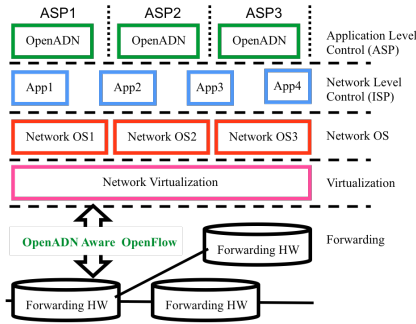 ASP1 ASP2 ASP3
OpenADN OpenADN OpenADN Application Level
Control (ASP)
App1 App2 App3 App4 Network Level
Control (ISP)
Network OS1 Network OS2 Network OS3 Network OS
Network Virtualization Virtualization
OpenADN Aware OpenFlow Forwarding
Forwarding HW
Forwarding HW Forwarding HW